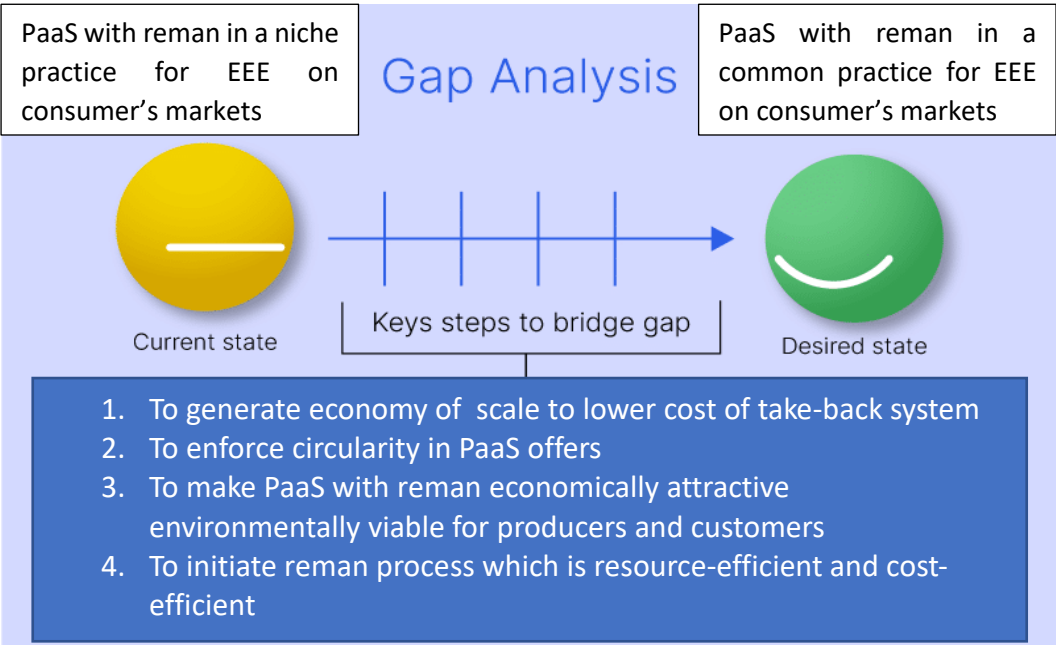 PaaS with reman in a niche
practice for EEE on
consumer’s markets
Gap Analysis
PaaS with reman in a
common practice for EEE
on consumer’s markets
Current state
Keys steps to bridge gap
Desired state
1. To generate economy of scale to lower cost of take-back system
2. To enforce circularity in PaaS offers
3. To make PaaS with reman economically attractive
environmentally viable for producers and customers
4. To initiate reman process which is resource-efficient and cost-
efficient